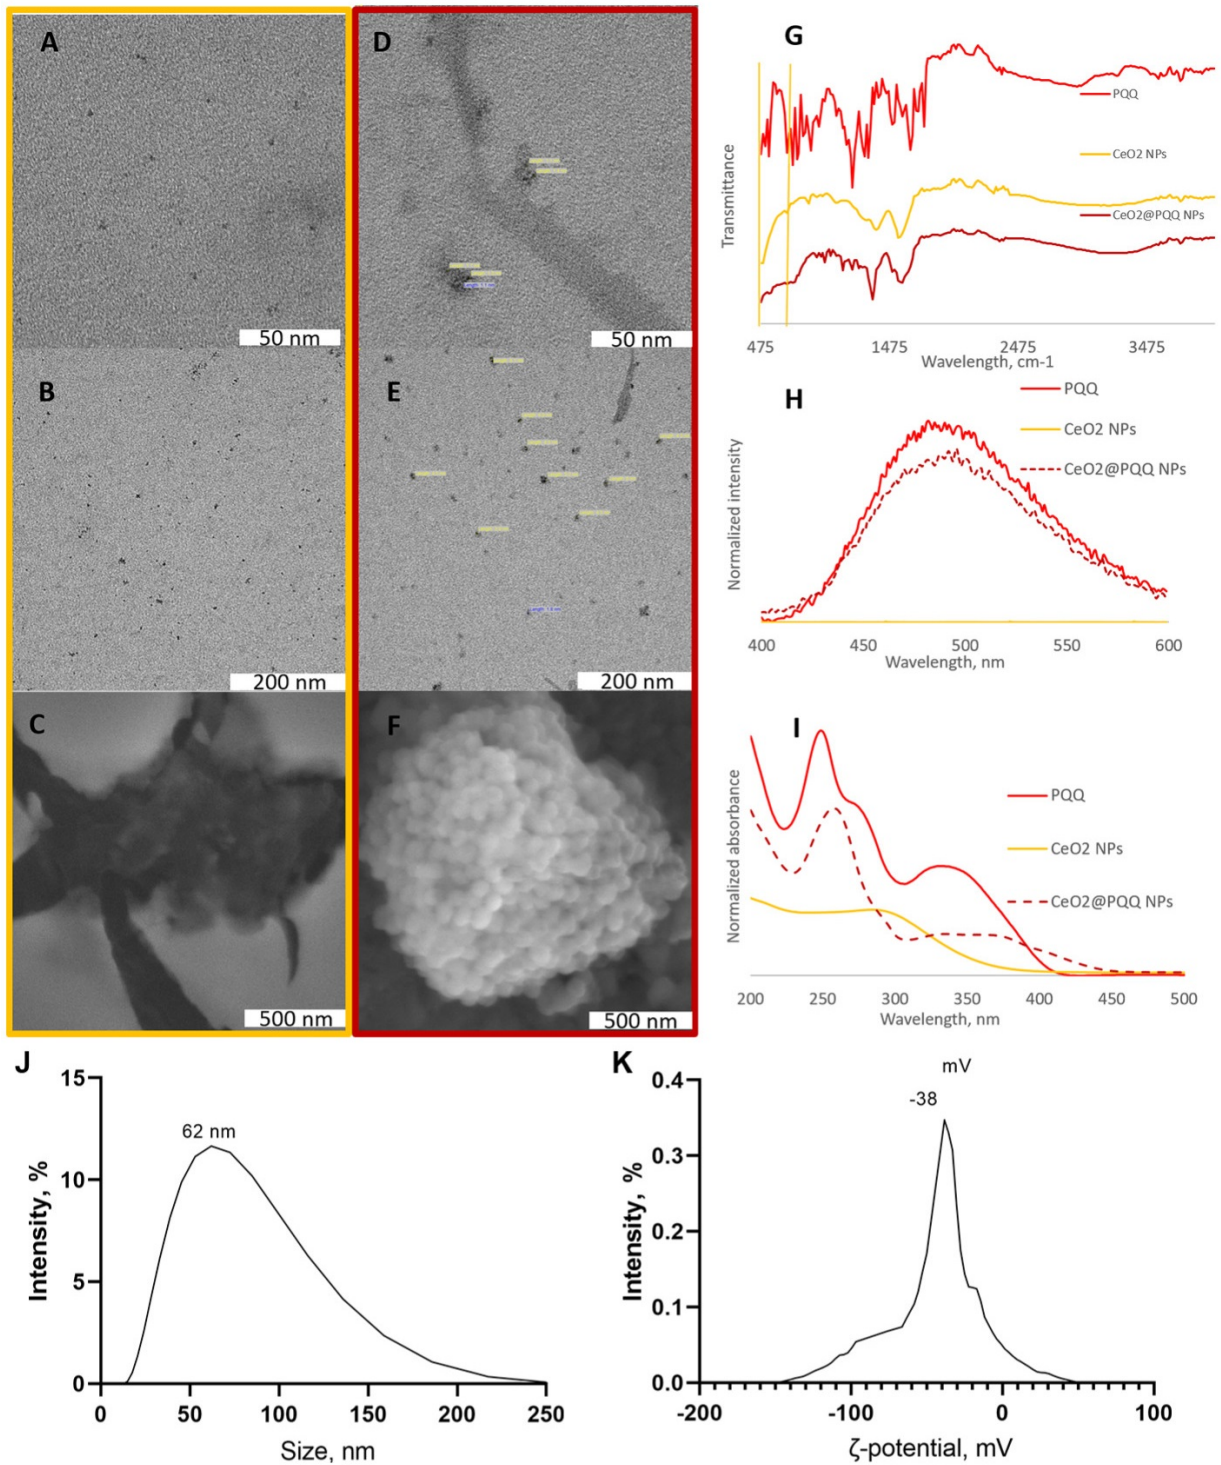 A
50 nm
B
200 nm
C
500 nm
D
50 nm
E
200 nm
F
500 nm
G
PQQ
CeO2 NPs
CeO2@PQQ NPs
Transmittance
475 1475 2475 3475
Wavelength, cm-1
H
PQQ
CeO2 NPs
CeO2@PQQ NPs
Normalized intensity
400 450 500 550 600
Wavelength, nm
I
PQQ
CeO2 NPs
CeO2@PQQ NPs
Normalized absorbance
200 250 300 350 400 450 500
Wavelength, nm
J
62 nm
15
10
5
0
Intensity, %
0 50 100 150 200 250
Size, nm
K
mV
-38
0.4
0.3
0.2
0.1
0.0
Intensity, %
-200 -100 0 100
ζ-potential, mV